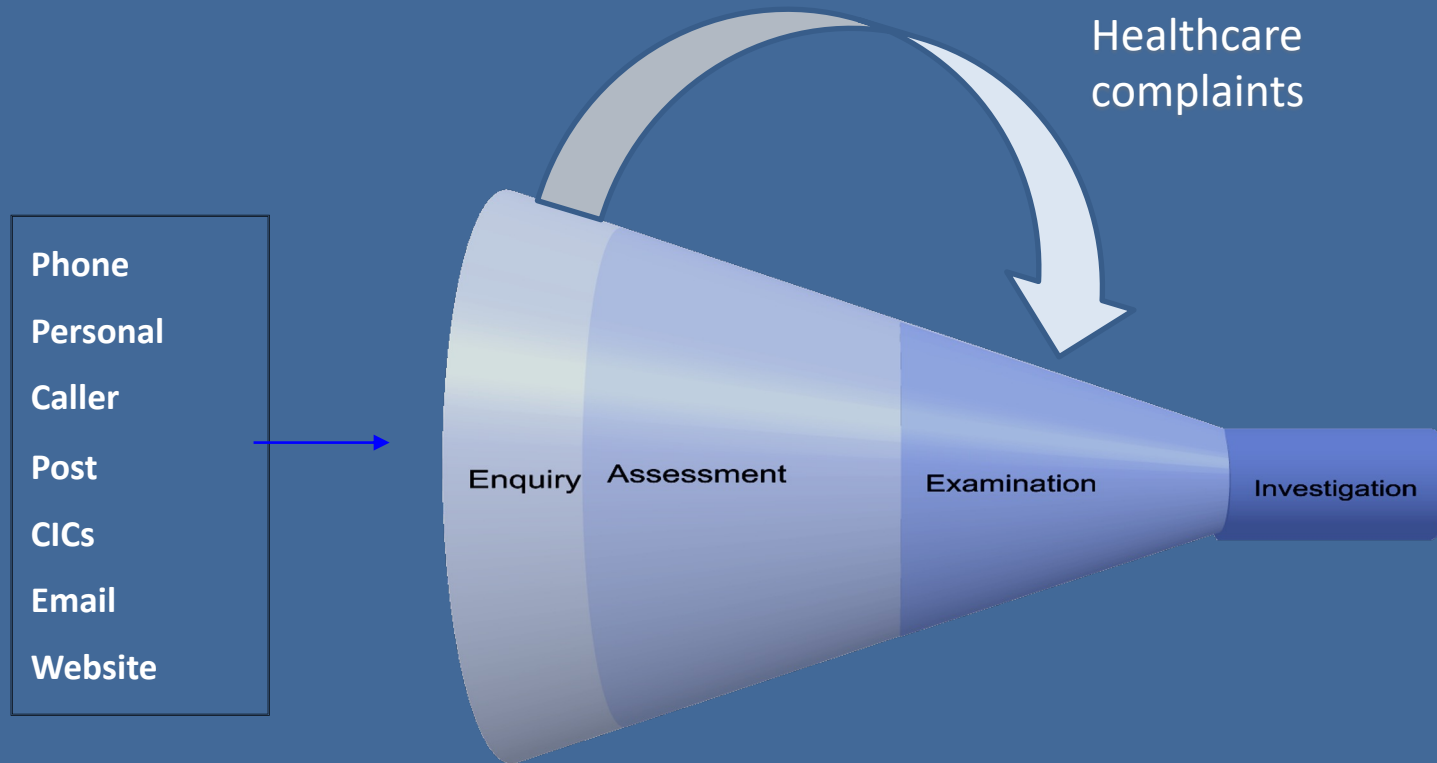 Healthcare
complaints
Phone
Personal
Caller
Post
CICs
Email
Website
Enquiry
Assessment
Examination
Investigation